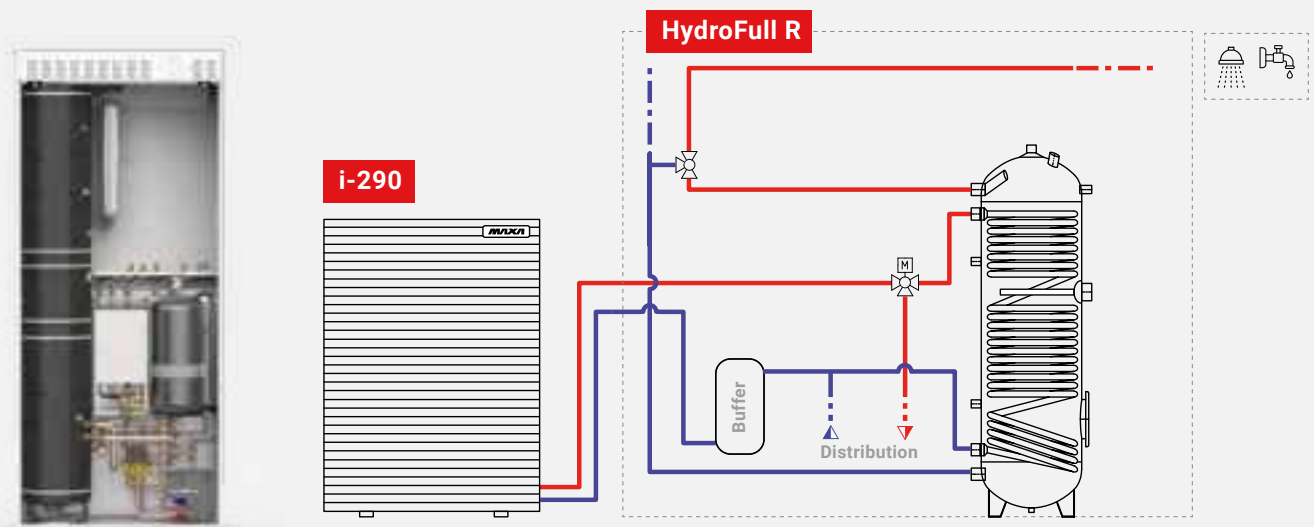 HydroFull R
i-290
MAXA
M
Buffer
Distribution